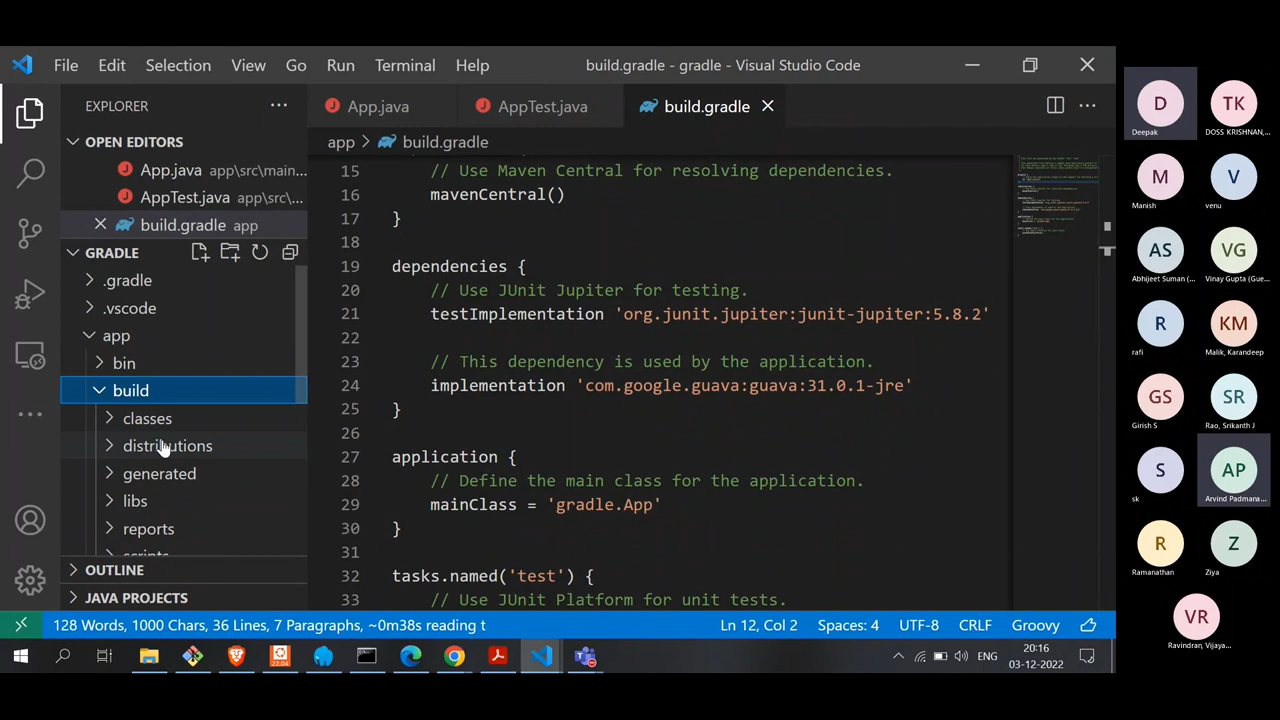 File Edit Selection View Go Run Terminal Help build.gradle - gradle - Visual Studio Code
EXPLORER
OPEN EDITORS
App.java app\src\main...
AppTest.java app\src\...
build.gradle app
GRADLE
.gradle
.vscode
app
bin
build
classes
distributions
generated
libs
reports
scripts
OUTLINE
JAVA PROJECTS
App.java AppTest.java build.gradle
app > build.gradle
// Use Maven Central for resolving dependencies.
16 mavenCentral()
17 }
18
19 dependencies {
20 // Use JUnit Jupiter for testing.
21 testImplementation 'org.junit.jupiter:junit-jupiter:5.8.2'
22
23 // This dependency is used by the application.
24 implementation 'com.google.guava:guava:31.0.1-jre'
25 }
26
27 application {
28 // Define the main class for the application.
29 mainClass = 'gradle.App'
30 }
31
32 tasks.named('test') {
33 // Use JUnit Platform for unit tests.
128 Words, 1000 Chars, 36 Lines, 7 Paragraphs, ~0m38s reading t Ln 12, Col 2 Spaces: 4 UTF-8 CRLF Groovy
22.04
ENG
20:16
03-12-2022
D TK
Deepak DOSS KRISHNAN,...
M V
Manish venu
AS VG
Abhijeet Suman (... Vinay Gupta (Gue...
R KM
rafi Malik, Karandeep
GS SR
Girish S Rao, Srikanth J
S AP
sk Arvind Padmana...
R Z
Ramanathan Ziya
VR
Ravindran, Vijaya...